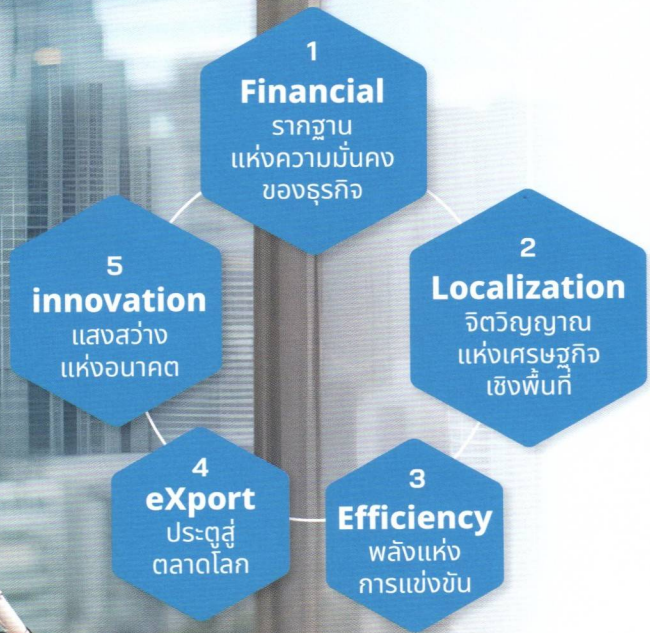 1
Financial
รากฐาน
แห่งความมั่นคง
ของธุรกิจ
2
Localization
จิตวิญญาณ
แห่งเศรษฐกิจ
เชิงพื้นที่
3
Efficiency
พลังแห่ง
การแข่งขัน
4
eXport
ประตูสู่
ตลาดโลก
5
innovation
แสงสว่าง
แห่งอนาคต